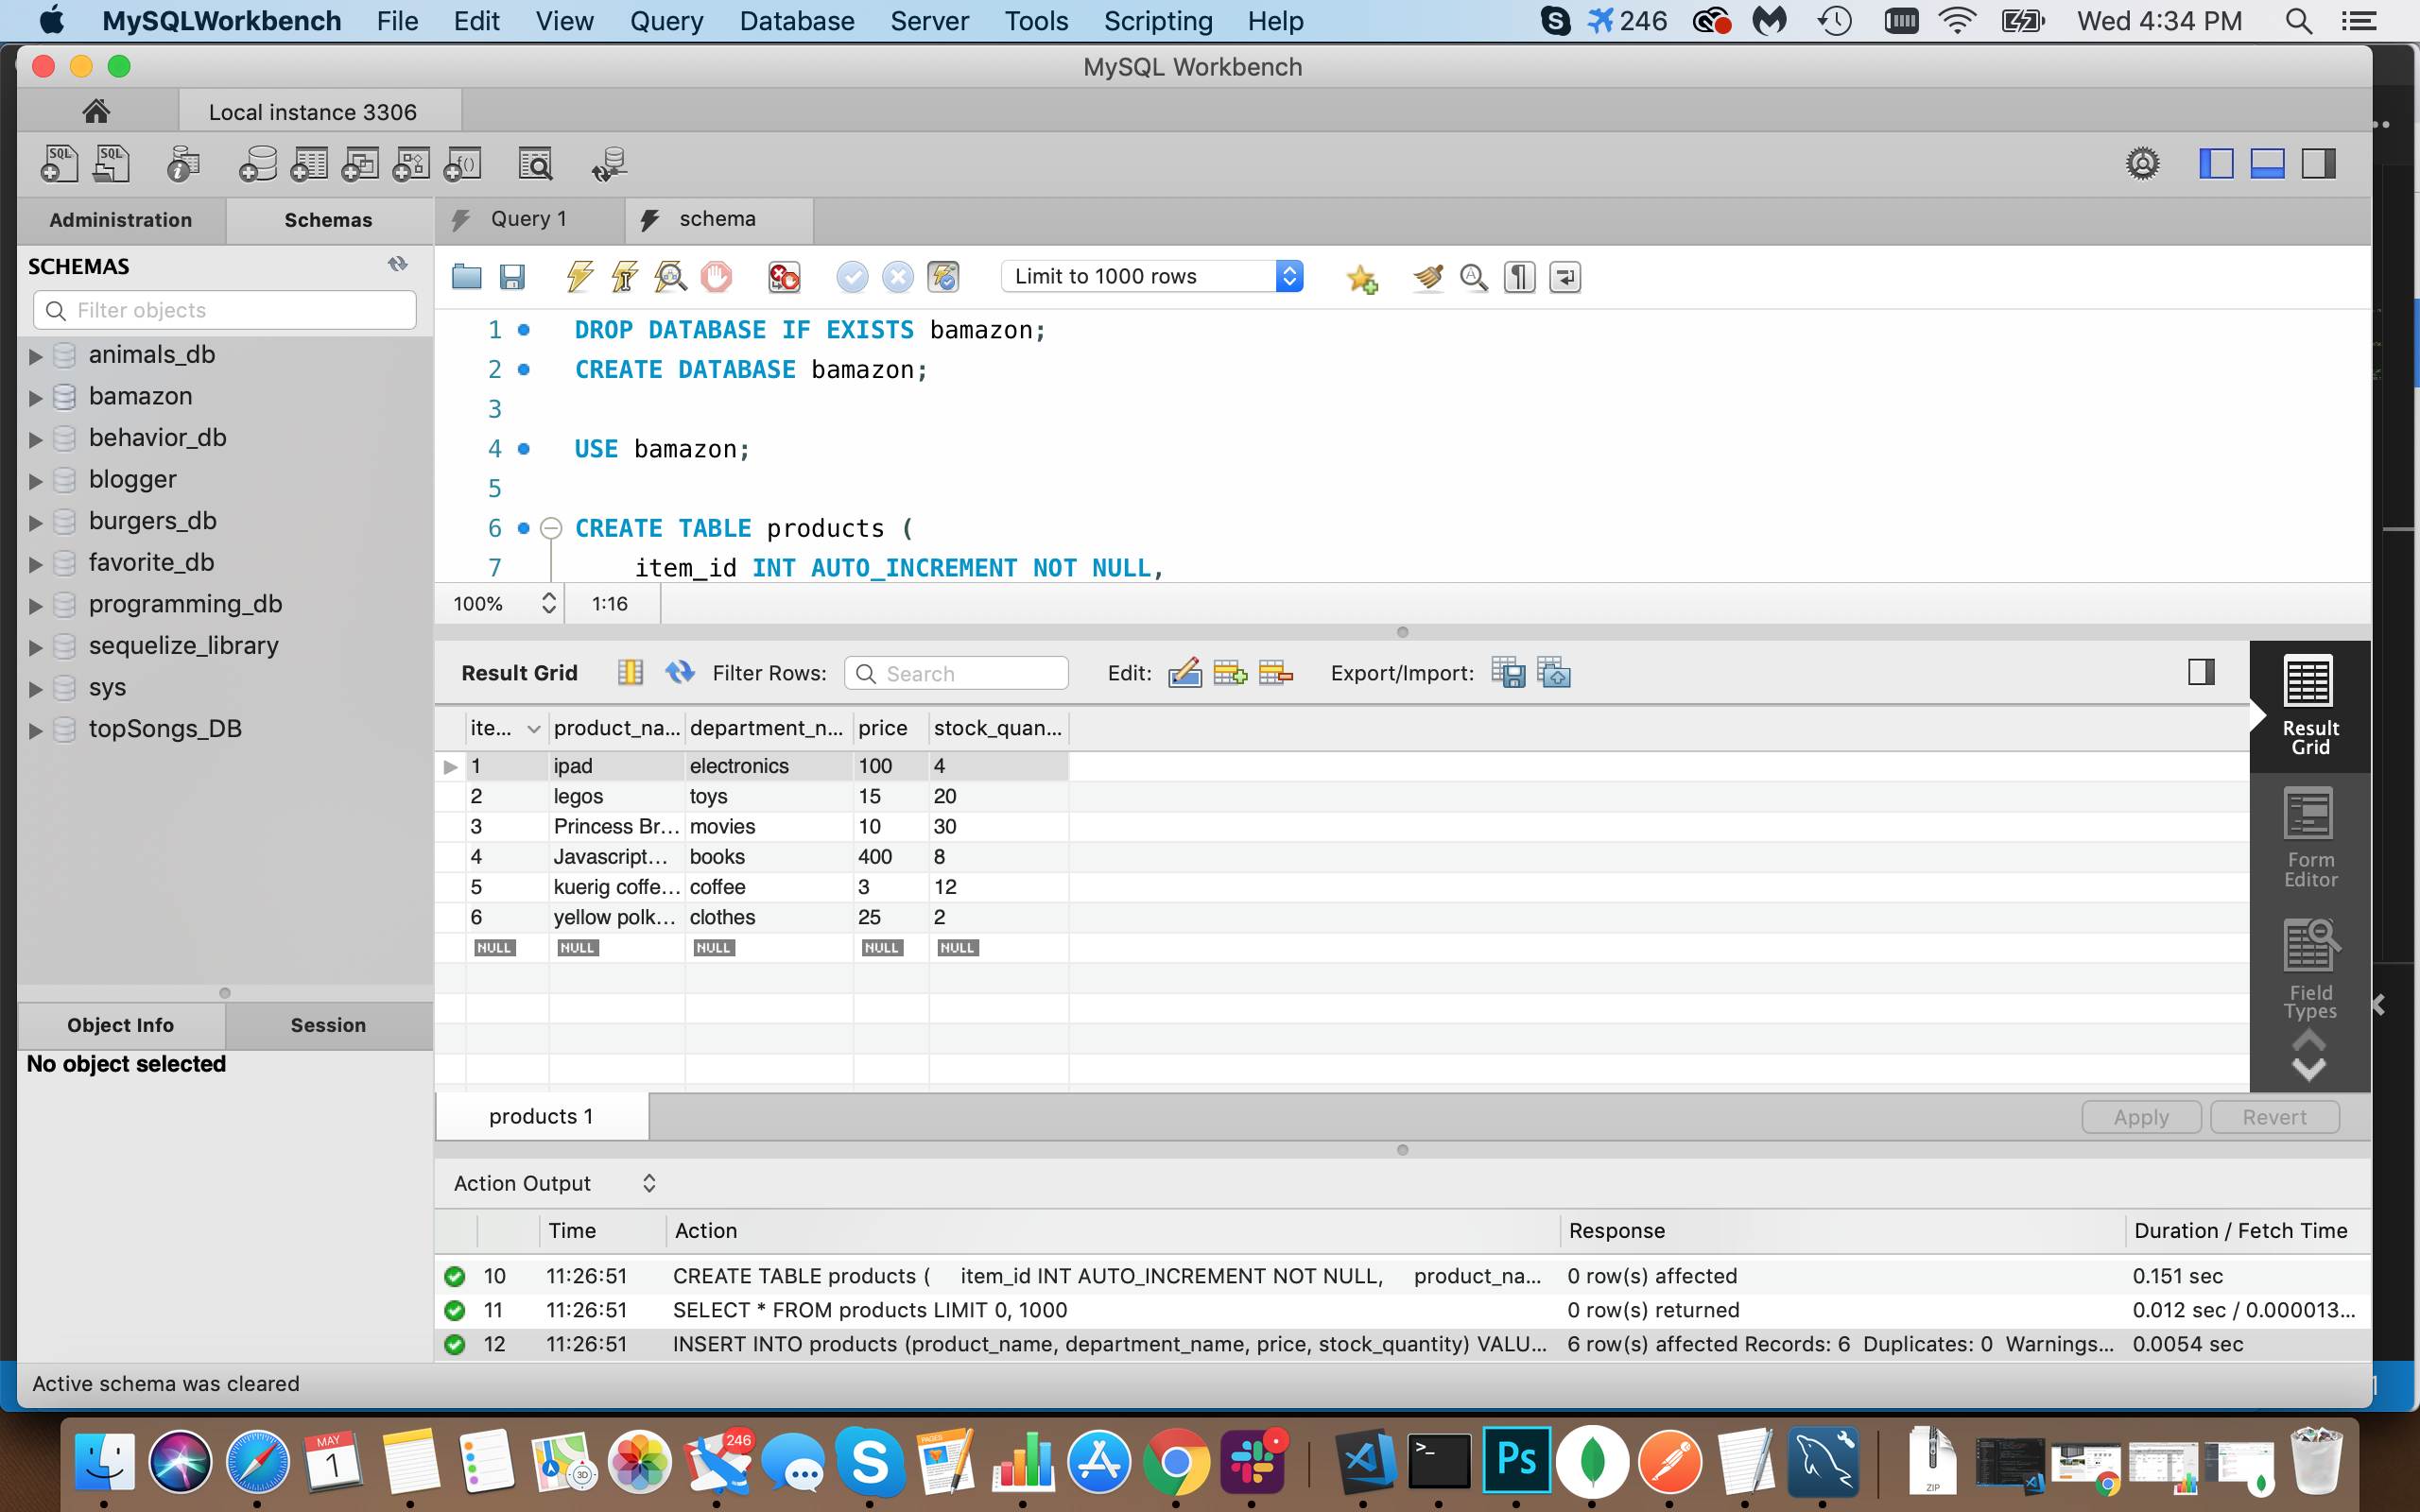 MySQLWorkbench File Edit View Query Database Server Tools Scripting Help 246 Wed 4:34 PM
MySQL Workbench
Local instance 3306
SQL SQL
Administration Schemas Query 1 schema
SCHEMAS
Filter objects
Limit to 1000 rows
animals_db
bamazon
behavior_db
blogger
burgers_db
favorite_db
programming_db
sequelize_library
sys
topSongs_DB
1 DROP DATABASE IF EXISTS bamazon;
2 CREATE DATABASE bamazon;
3
4 USE bamazon;
5
6 CREATE TABLE products (
7 item_id INT AUTO_INCREMENT NOT NULL,
100% 1:16
Result Grid Filter Rows: Search Edit: Export/Import:
ite... product_na... department_n... price stock_quan...
1 ipad electronics 100 4
2 legos toys 15 20
3 Princess Br... movies 10 30
4 Javascript... books 400 8
5 kuerig coffe... coffee 3 12
6 yellow polk... clothes 25 2
NULL NULL NULL NULL NULL
Result
Grid
Form
Editor
Field
Types
Object Info Session
No object selected
products 1 Apply Revert
Action Output
Time Action Response Duration / Fetch Time
10 11:26:51 CREATE TABLE products ( item_id INT AUTO_INCREMENT NOT NULL, product_na... 0 row(s) affected 0.151 sec
11 11:26:51 SELECT * FROM products LIMIT 0, 1000 0 row(s) returned 0.012 sec / 0.000013...
12 11:26:51 INSERT INTO products (product_name, department_name, price, stock_quantity) VALU... 6 row(s) affected Records: 6 Duplicates: 0 Warnings... 0.0054 sec
Active schema was cleared
MAY
1
3D
246
PAGES
Ps
ZIP